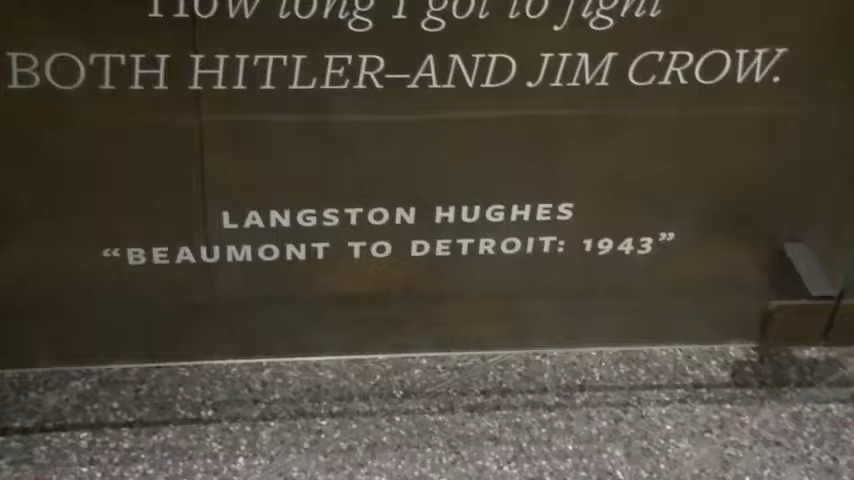 How long I got to fight
BOTH HITLER–AND JIM CROW.
LANGSTON HUGHES
“BEAUMONT TO DETROIT: 1943”